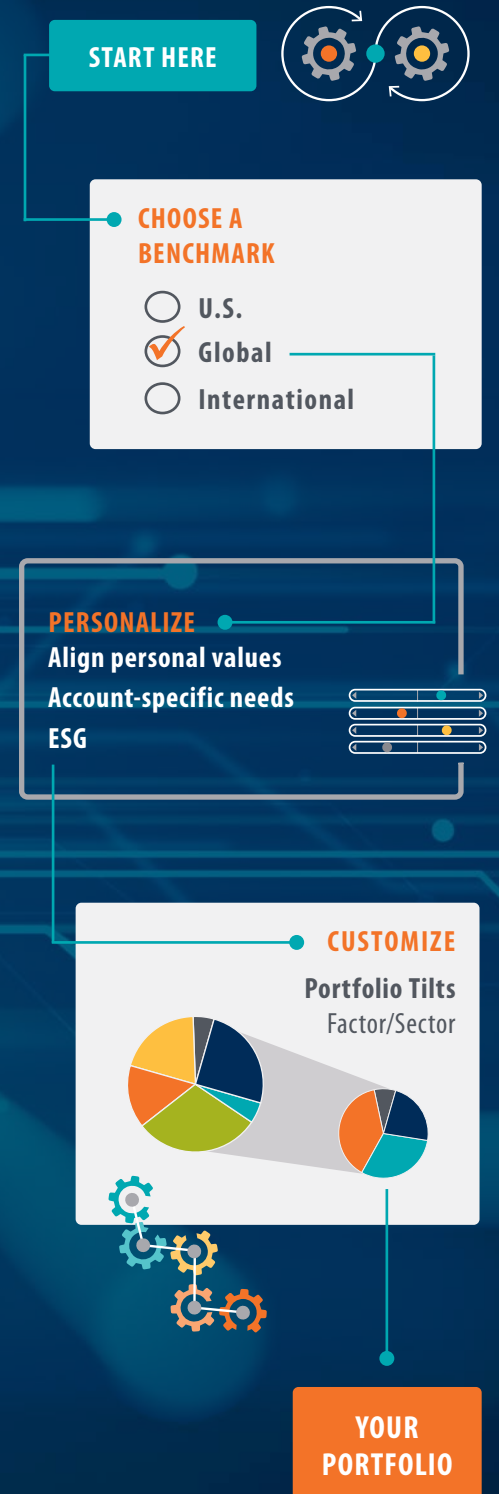 START HERE
CHOOSE A
BENCHMARK
U.S.
Global
International
PERSONALIZE
Align personal values
Account-specific needs
ESG
CUSTOMIZE
Portfolio Tilts
Factor/Sector
YOUR
PORTFOLIO